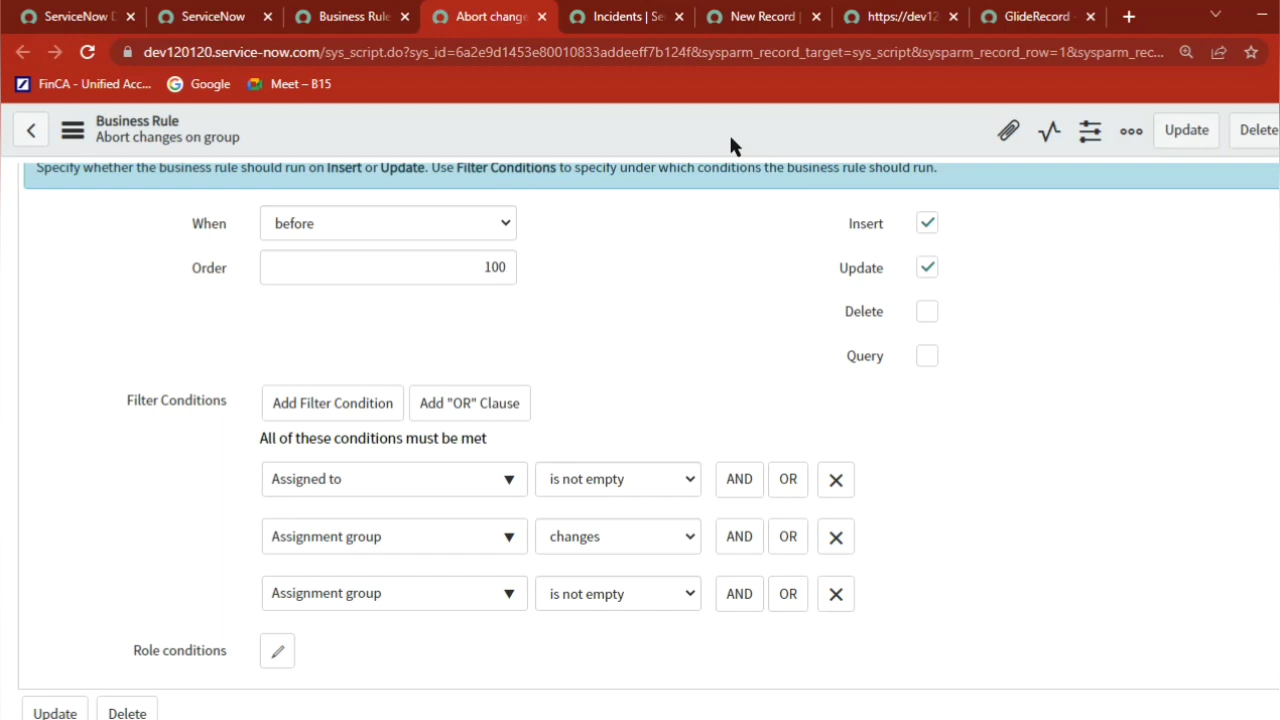 ServiceNow D
ServiceNow
Business Rule
Abort change
Incidents | Se
New Record |
https://dev12
GlideRecord
dev120120.service-now.com/sys_script.do?sys_id=6a2e9d1453e80010833addeeff7b124f&sysparm_record_target=sys_script&sysparm_record_row=1&sysparm_rec...
FinCA - Unified Acc...
Google
Meet – B15
Business Rule
Abort changes on group
Update
Delete
Specify whether the business rule should run on Insert or Update. Use Filter Conditions to specify under which conditions the business rule should run.
When
before
Insert
Order
100
Update
Delete
Query
Filter Conditions
Add Filter Condition
Add "OR" Clause
All of these conditions must be met
Assigned to
is not empty
AND
OR
Assignment group
changes
AND
OR
Assignment group
is not empty
AND
OR
Role conditions
Update
Delete